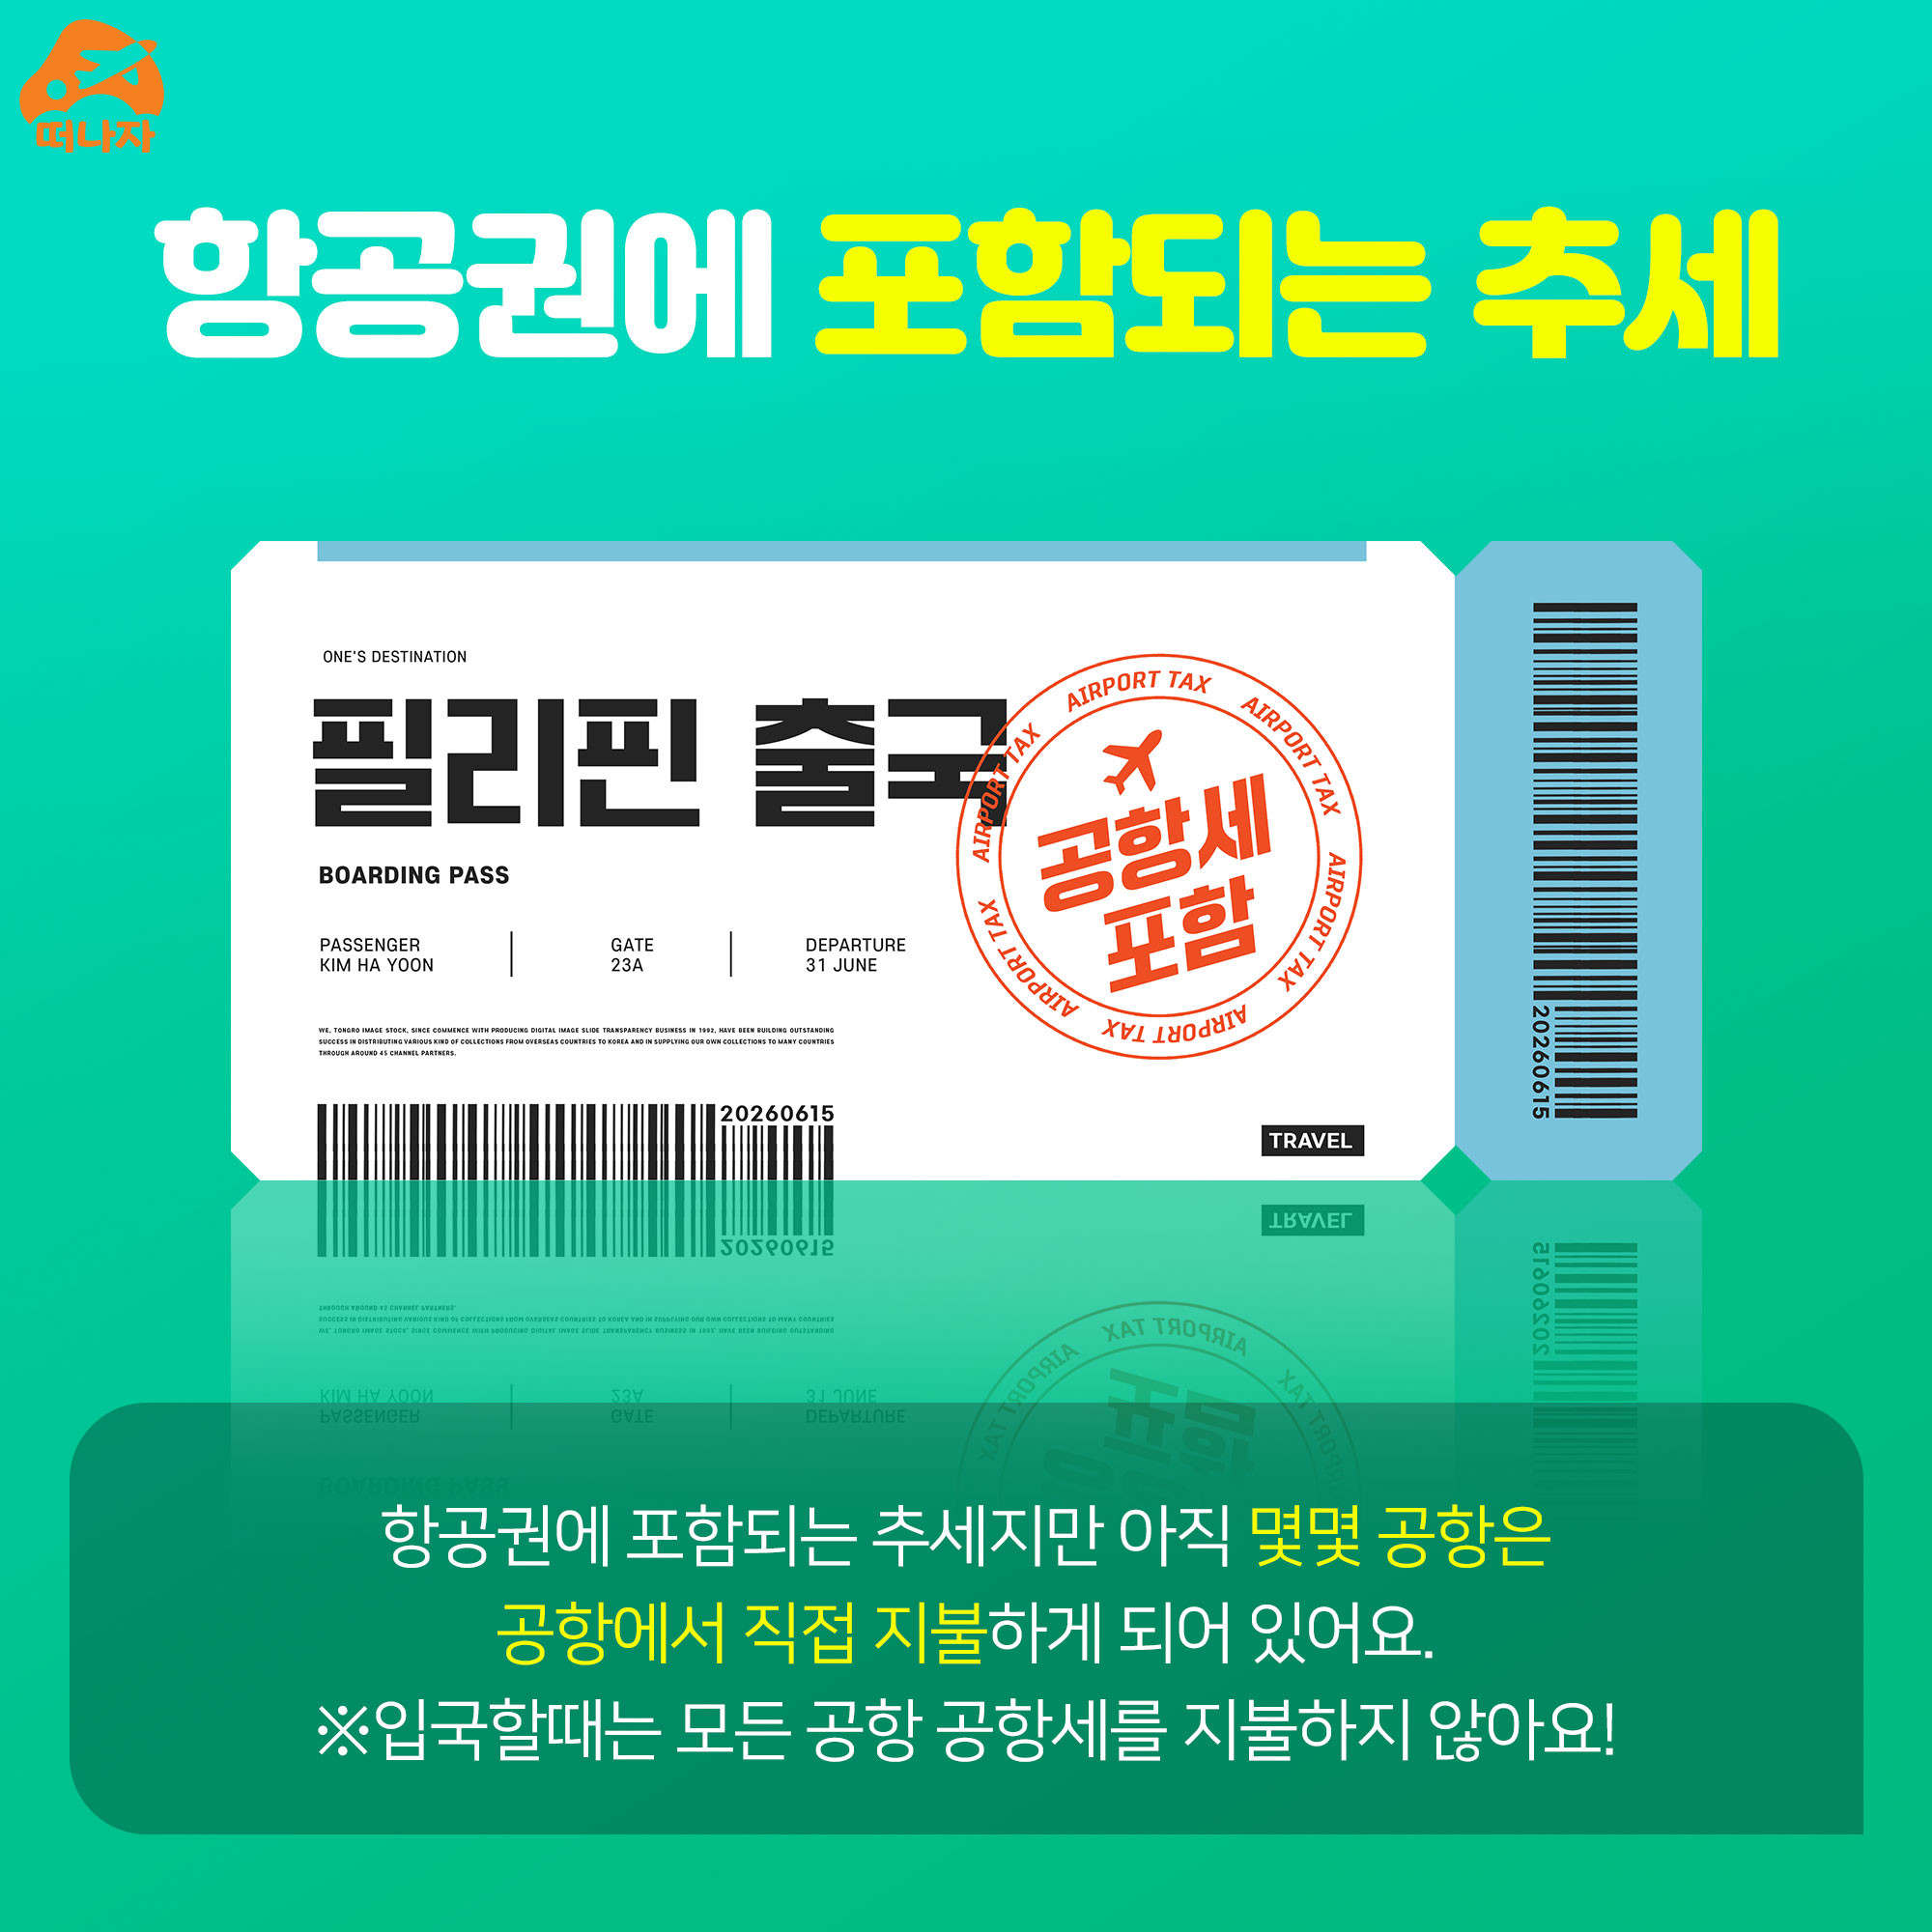 떠나자
항공권에 포함되는 추세
ONE'S DESTINATION
필리핀 출국
BOARDING PASS
PASSENGER
KIM HA YOON
GATE
23A
DEPARTURE
31 JUNE
AIRPORT TAX AIRPORT TAX AIRPORT TAX AIRPORT TAX AIRPORT TAX AIRPORT TAX
공항세
포함
WE, TONGRO IMAGE STOCK, SINCE COMMENCE WITH PRODUCING DIGITAL IMAGE SLIDE TRANSPARENCY BUSINESS IN 1992, HAVE BEEN BUILDING OUTSTANDING
SUCCESS IN DISTRIBUTING VARIOUS KIND OF COLLECTIONS FROM OVERSEAS COUNTRIES TO KOREA AND IN SUPPLYING OUR OWN COLLECTIONS TO MANY COUNTRIES
THROUGH AROUND 45 CHANNEL PARTNERS.
20260615
TRAVEL
20260615
항공권에 포함되는 추세지만 아직 몇몇 공항은
공항에서 직접 지불하게 되어 있어요.
※입국할때는 모든 공항 공항세를 지불하지 않아요!